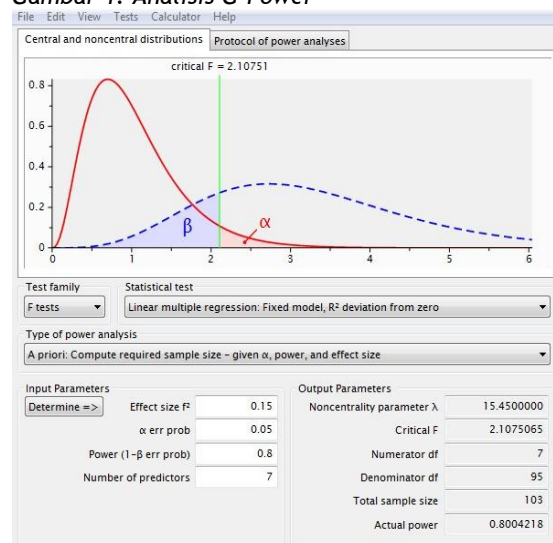 Gambar 1. Analisis G*Power
File Edit View Tests Calculator Help
Central and noncentral distributions Protocol of power analyses
critical F = 2.10751
0.8
0.6
0.4
0.2
0
β
α
0 1 2 3 4 5 6
Test family Statistical test
F tests Linear multiple regression: Fixed model, R² deviation from zero
Type of power analysis
A priori: Compute required sample size – given α, power, and effect size
Input Parameters Output Parameters
Determine => Effect size f² 0.15 Noncentrality parameter λ 15.4500000
α err prob 0.05 Critical F 2.1075065
Power (1-β err prob) 0.8 Numerator df 7
Number of predictors 7 Denominator df 95
Total sample size 103
Actual power 0.8004218